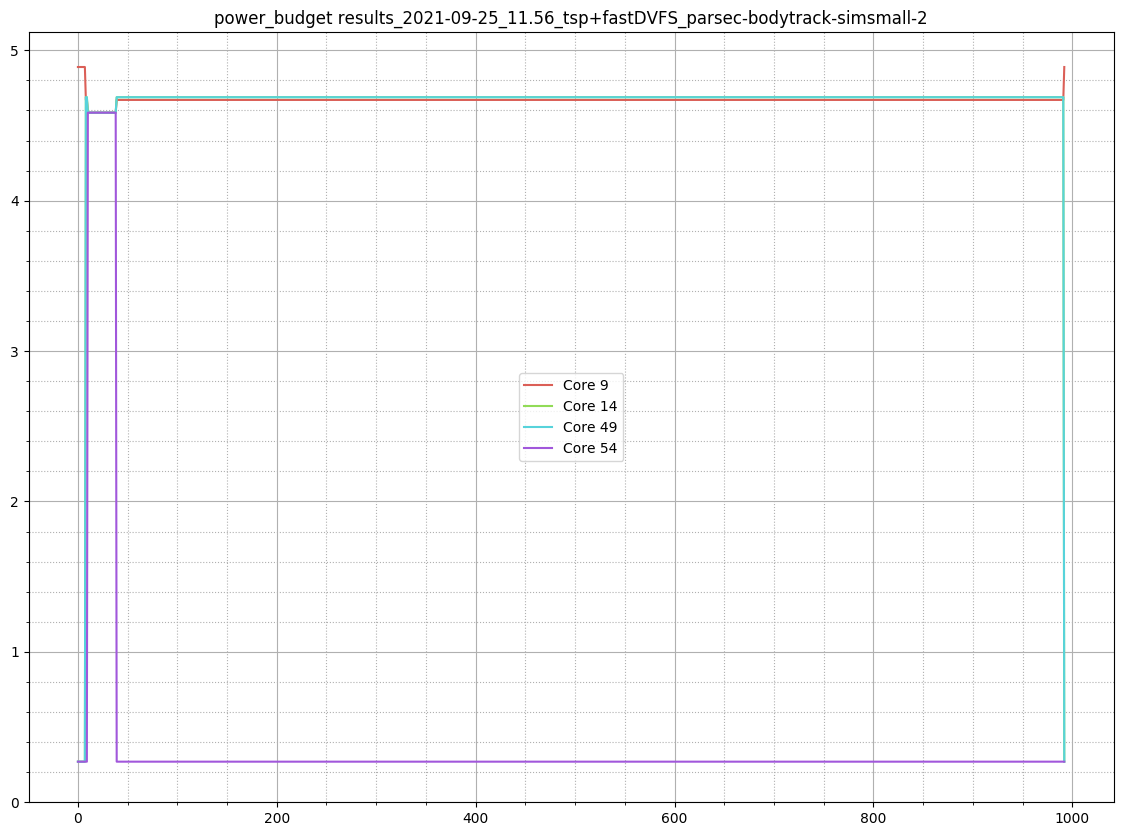 power_budget results_2021-09-25_11.56_tsp+fastDVFS_parsec-bodytrack-simsmall-2
5
4
3
2
1
0
Core 9
Core 14
Core 49
Core 54
0 200 400 600 800 1000